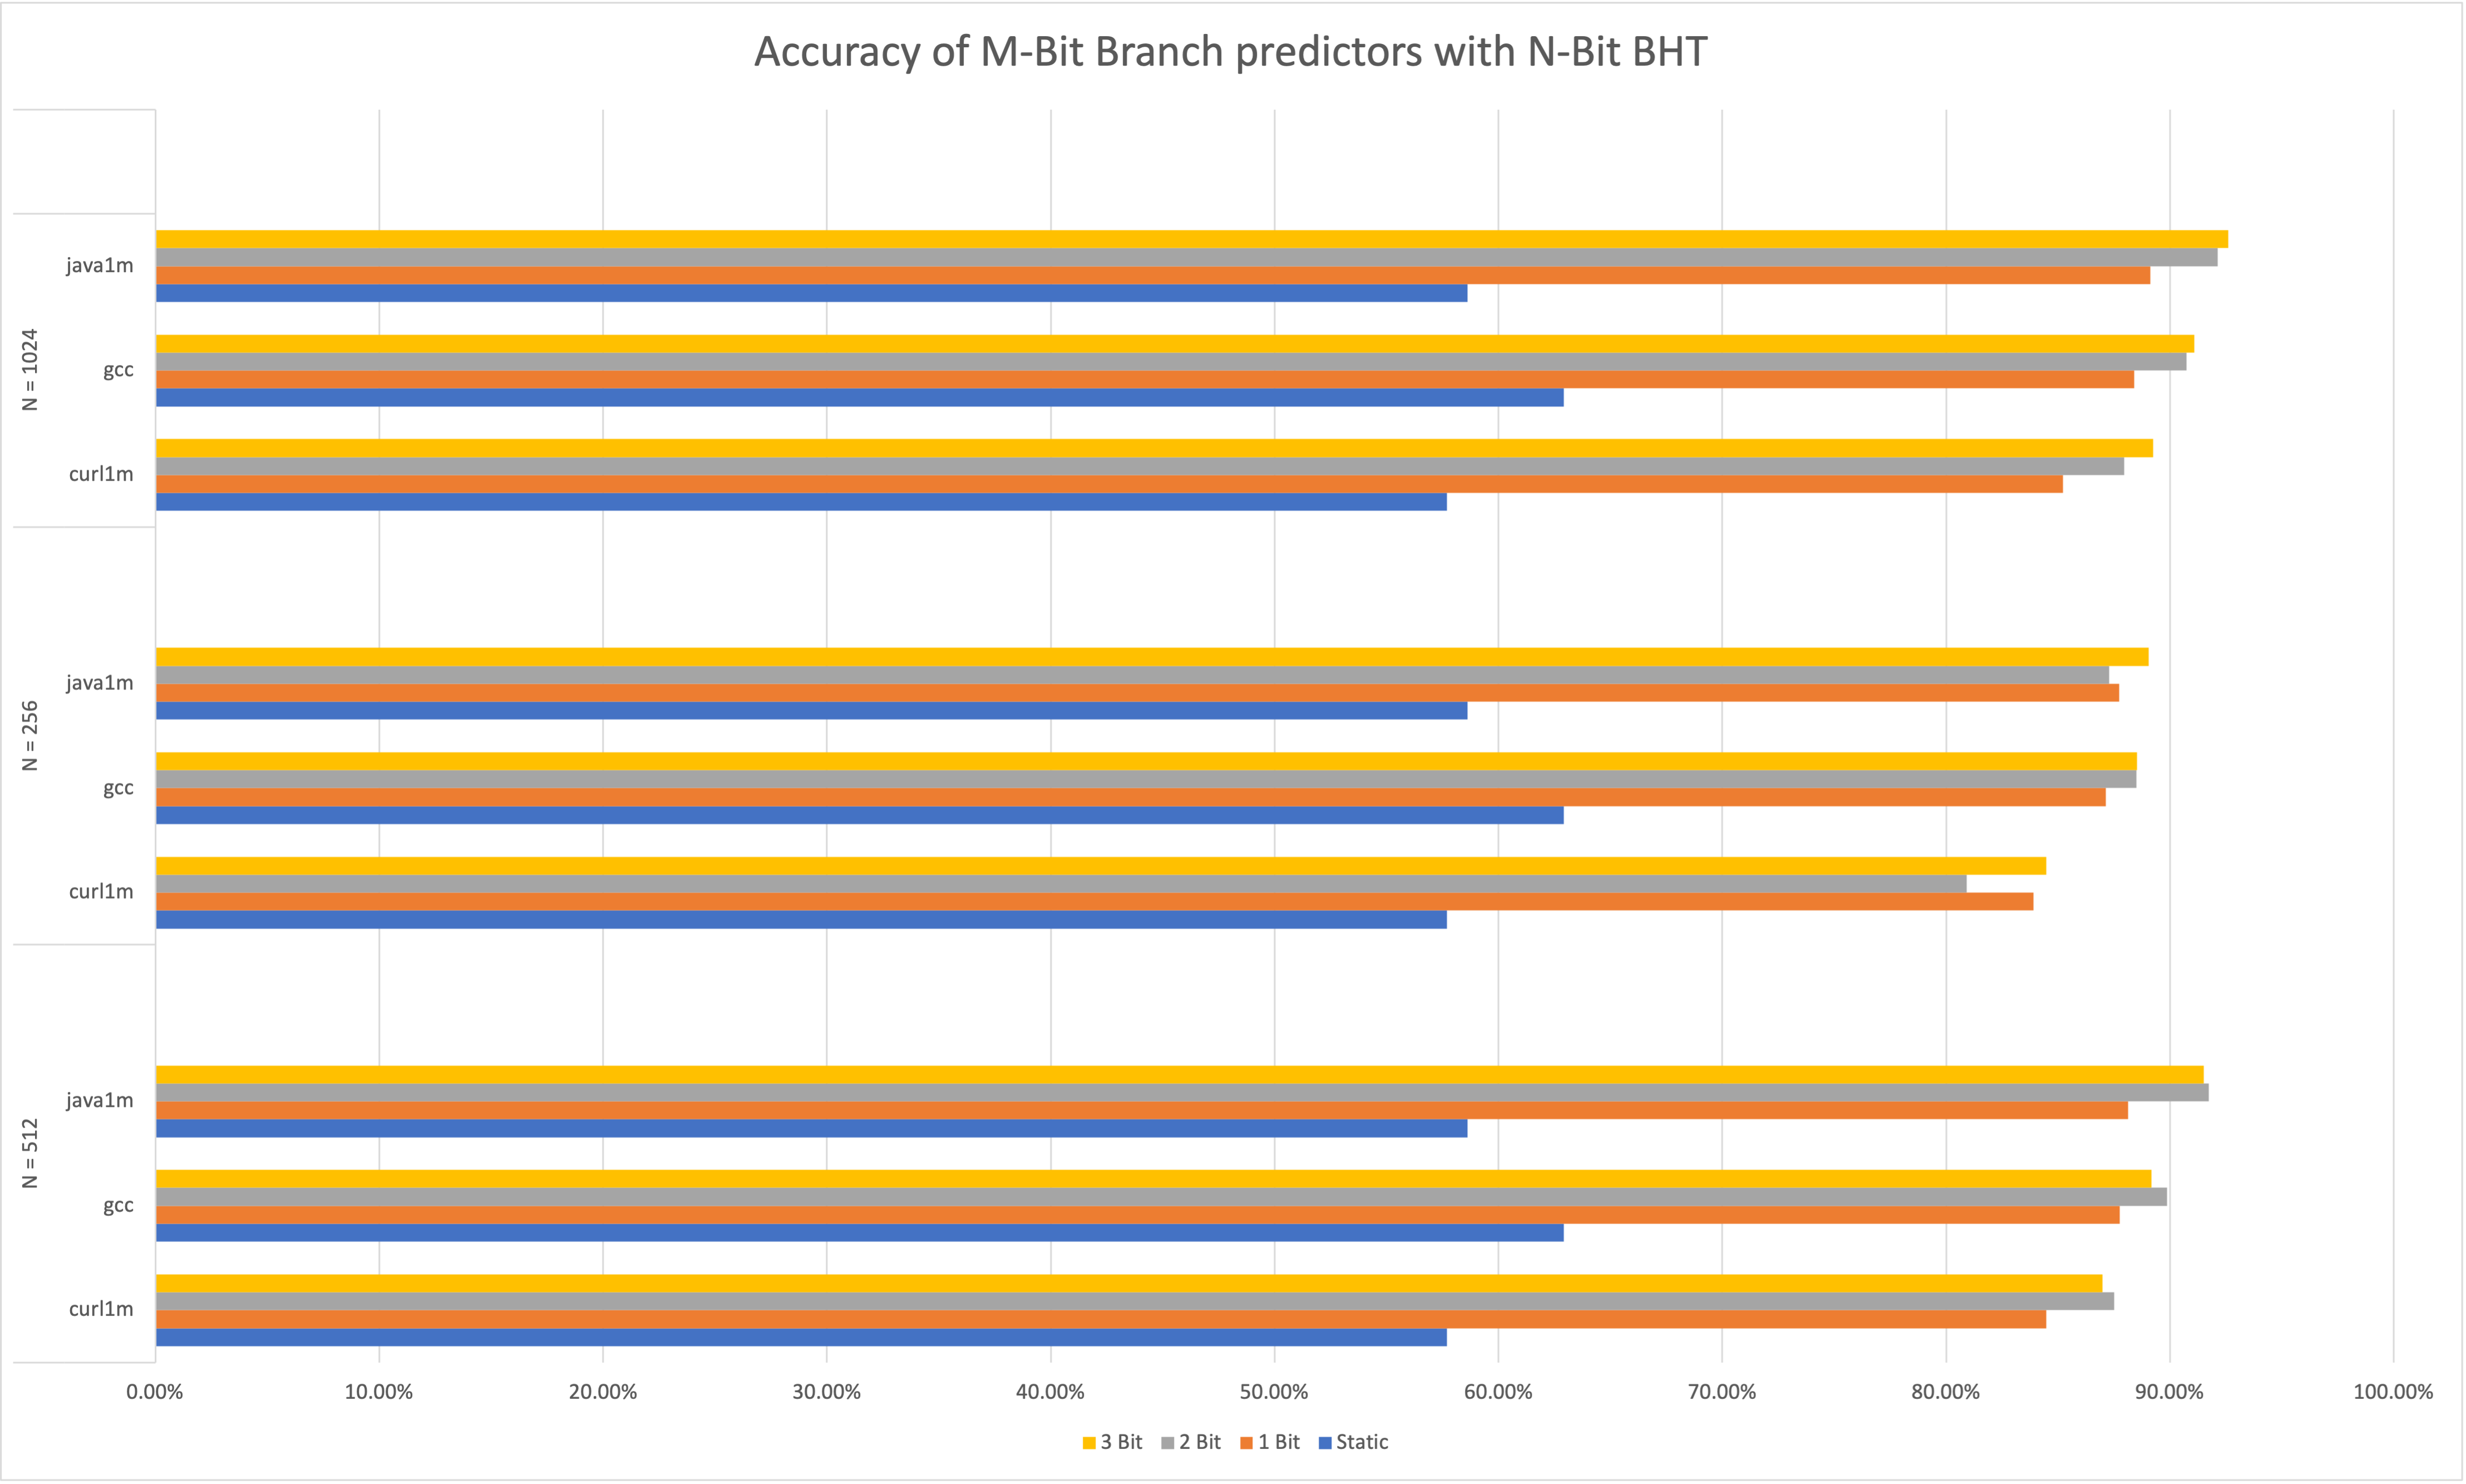 Accuracy of M-Bit Branch predictors with N-Bit BHT
N = 1024
java1m
gcc
curl1m
N = 256
java1m
gcc
curl1m
N = 512
java1m
gcc
curl1m
0.00% 10.00% 20.00% 30.00% 40.00% 50.00% 60.00% 70.00% 80.00% 90.00% 100.00%
3 Bit 2 Bit 1 Bit Static